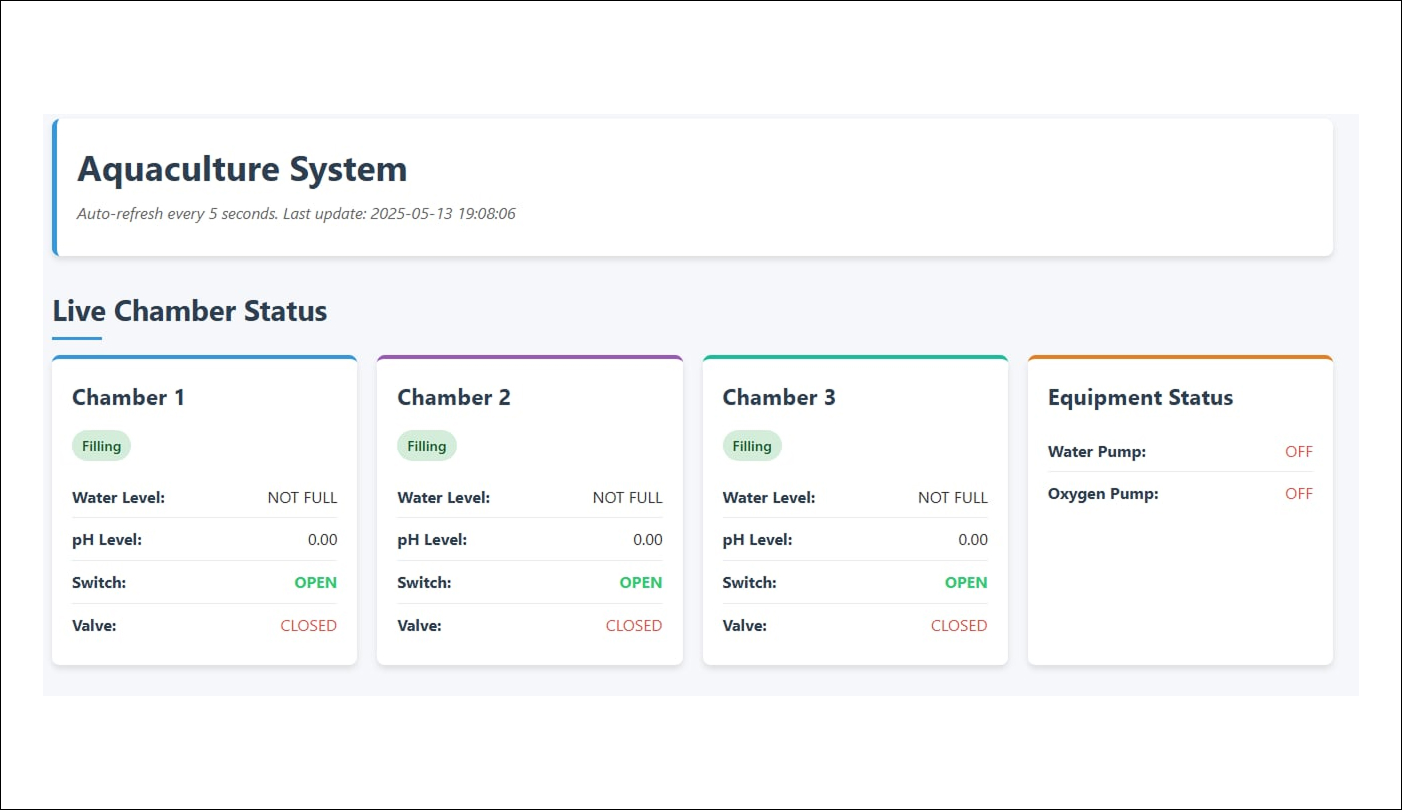 Aquaculture System
Auto-refresh every 5 seconds. Last update: 2025-05-13 19:08:06
Live Chamber Status
Chamber 1
Filling
Water Level: NOT FULL
pH Level: 0.00
Switch: OPEN
Valve: CLOSED
Chamber 2
Filling
Water Level: NOT FULL
pH Level: 0.00
Switch: OPEN
Valve: CLOSED
Chamber 3
Filling
Water Level: NOT FULL
pH Level: 0.00
Switch: OPEN
Valve: CLOSED
Equipment Status
Water Pump: OFF
Oxygen Pump: OFF